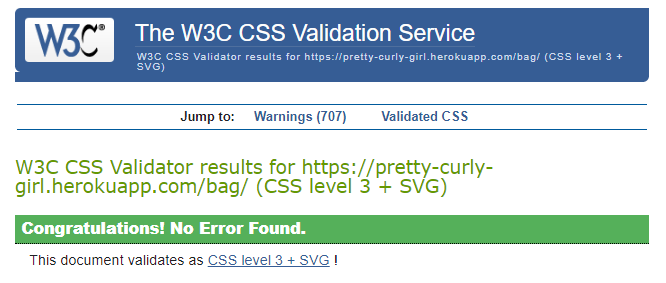 W3C®
The W3C CSS Validation Service
W3C CSS Validator results for https://pretty-curly-girl.herokuapp.com/bag/ (CSS level 3 +
SVG)
Jump to: Warnings (707) Validated CSS
W3C CSS Validator results for https://pretty-curly-
girl.herokuapp.com/bag/ (CSS level 3 + SVG)
Congratulations! No Error Found.
This document validates as CSS level 3 + SVG !